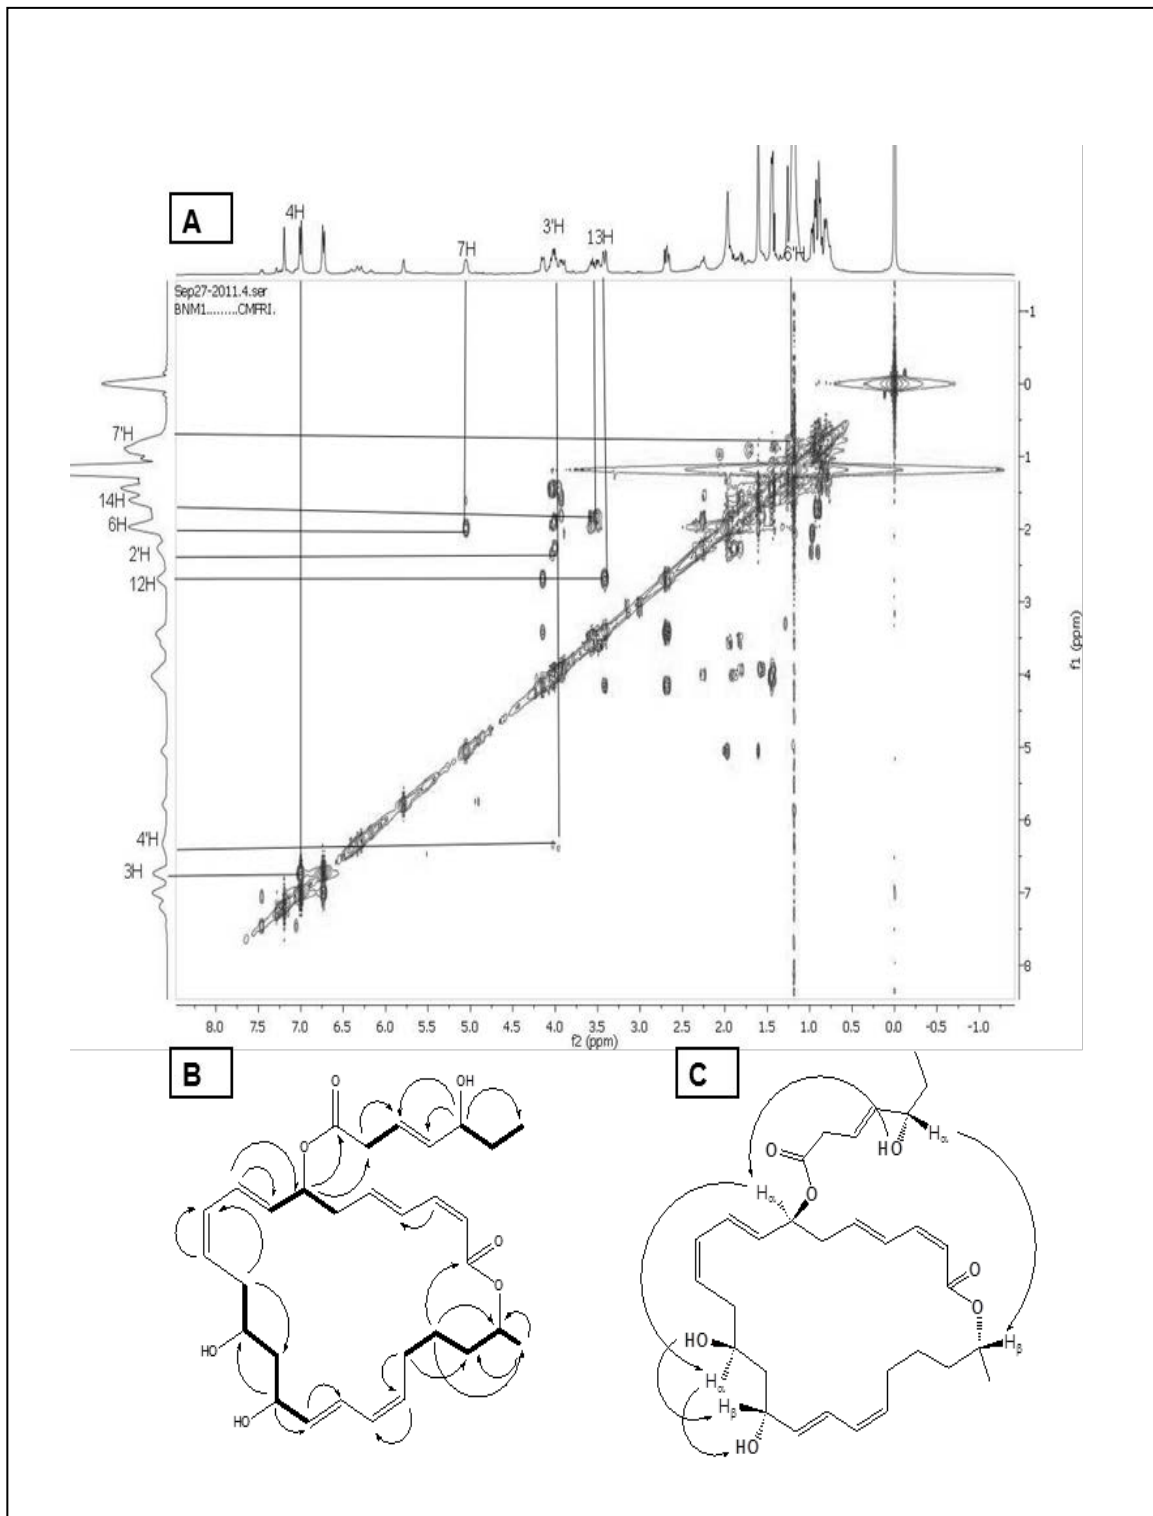 A
4H
7H
3'H
13H
6'H
Sep27-2011.4.ser
BNM1.........CMFRI.
7'H
14H
6H
2'H
12H
4'H
3H
-1
0
1
2
3
4
5
6
7
8
f1 (ppm)
8.0 7.5 7.0 6.5 6.0 5.5 5.0 4.5 4.0 3.5 3.0 2.5 2.0 1.5 1.0 0.5 0.0 -0.5 -1.0
f2 (ppm)
B
O
OH
O
O
O
HO
HO
C
HO
Hα
O
Hα
O
O
O
HO
Hα
Hβ
Hβ
HO